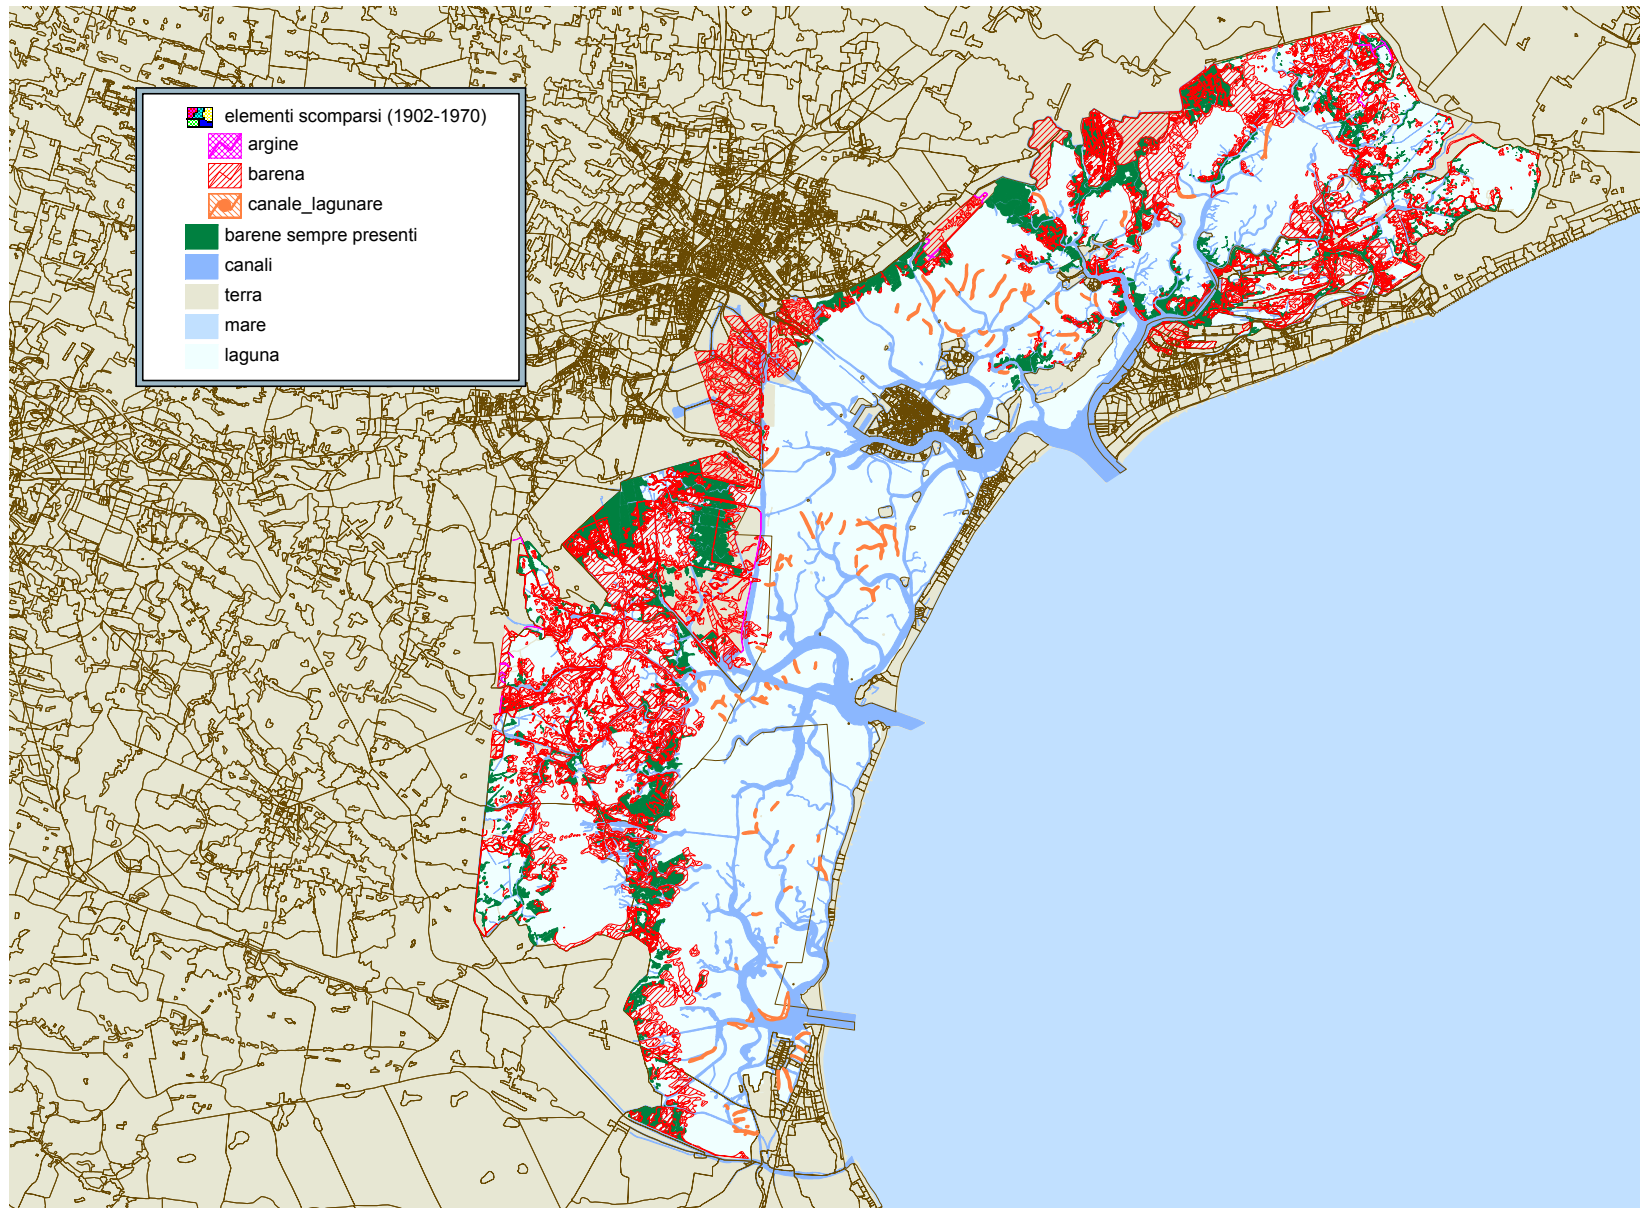 elementi scomparsi (1902-1970)
argine
barena
canale_lagunare
barene sempre presenti
canali
terra
mare
laguna